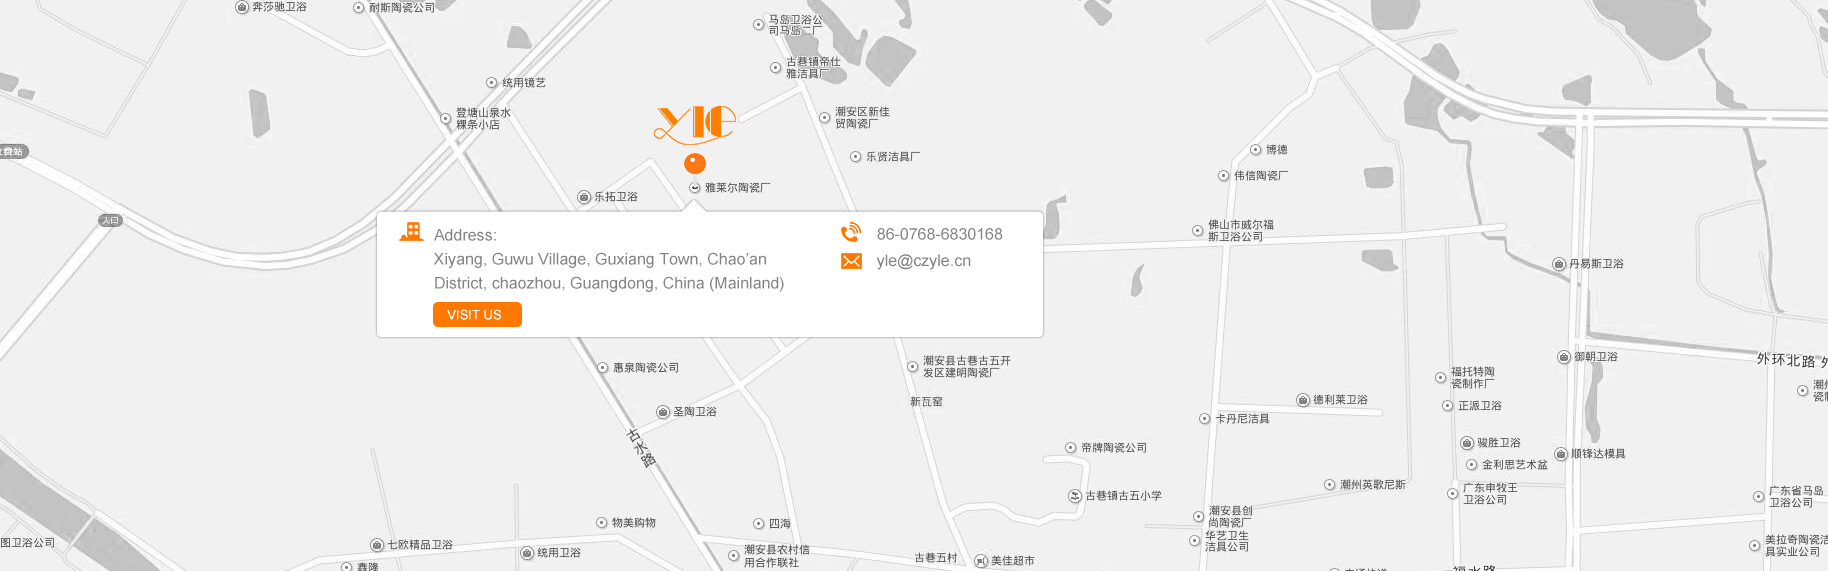 奔莎驰卫浴
耐斯陶瓷公司
马岛卫浴公
司马岛二厂
古巷镇帝仕
雅洁具厂
统用镜艺
登塘山泉水
粿条小店
潮安区新佳
贸陶瓷厂
yle
乐贤洁具厂
博德
伟信陶瓷厂
费站
雅莱尔陶瓷厂
乐拓卫浴
入口
佛山市威尔福
斯卫浴公司
丹易斯卫浴
Address:
Xiyang, Guwu Village, Guxiang Town, Chao’an
District, chaozhou, Guangdong, China (Mainland)
VISIT US
86-0768-6830168
yle@czyle.cn
惠泉陶瓷公司
潮安县古巷古五开
发区建明陶瓷厂
御朝卫浴
外环北路 外
福托特陶
瓷制作厂
潮
瓷
新瓦窑
德利莱卫浴
正派卫浴
圣陶卫浴
卡丹尼洁具
古水路
帝牌陶瓷公司
骏胜卫浴
顺锋达模具
金利思艺术盆
潮州英歌尼斯
广东申牧王
卫浴公司
广东省马岛
卫浴公司
古巷镇古五小学
物美购物
四海
潮安县创
尚陶瓷厂
华艺卫生
洁具公司
图卫浴公司
七欧精品卫浴
统用卫浴
潮安县农村信
用合作联社
古巷五村
美佳超市
美拉奇陶瓷洁
具实业公司
鑫隆
福水路